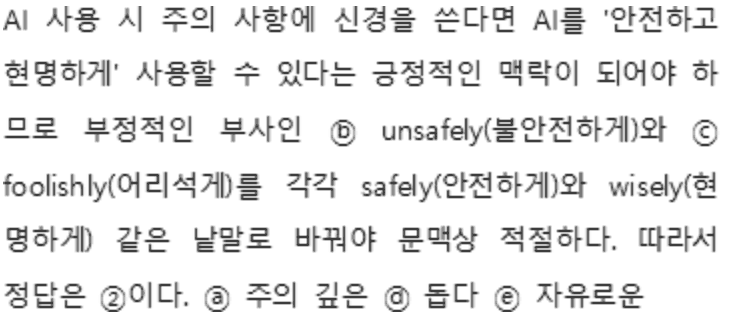 AI 사용 시 주의 사항에 신경을 쓴다면 AI를 '안전하고
현명하게' 사용할 수 있다는 긍정적인 맥락이 되어야 하
므로 부정적인 부사인 ⓑ unsafely(불안전하게)와 ⓒ
foolishly(어리석게)를 각각 safely(안전하게)와 wisely(현
명하게) 같은 낱말로 바꿔야 문맥상 적절하다. 따라서
정답은 ②이다. ⓐ 주의 깊은 ⓓ 돕다 ⓔ 자유로운